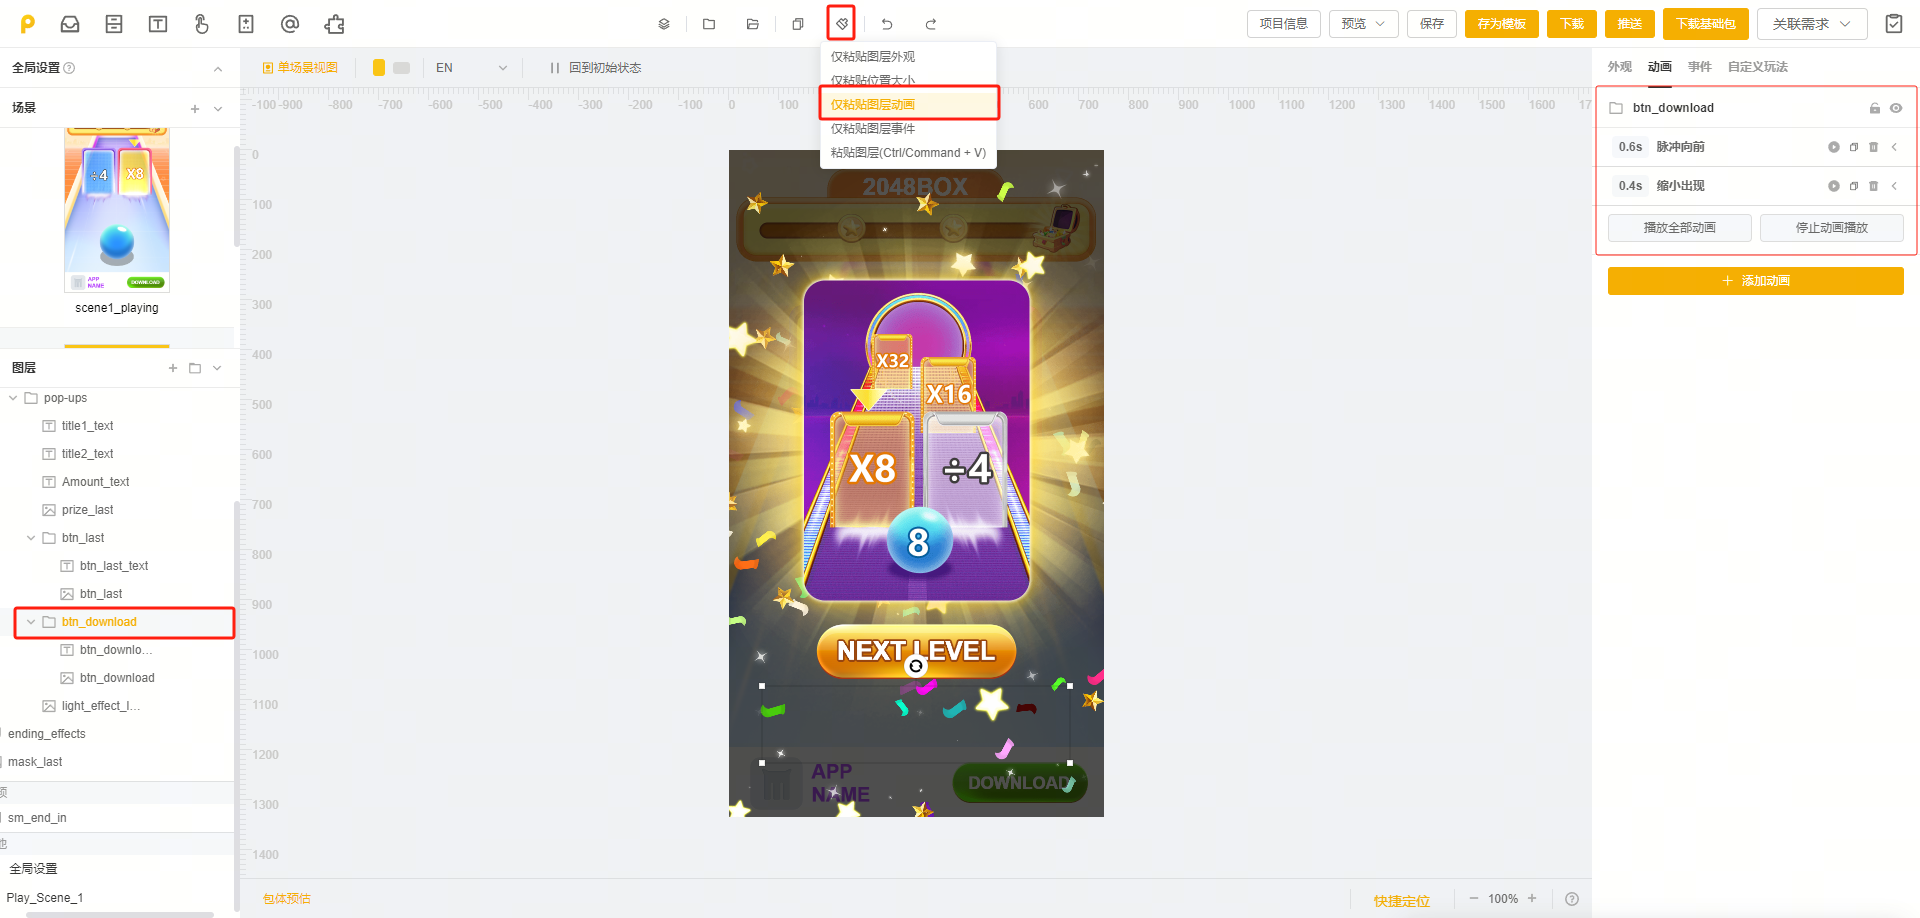 项目信息
预览
保存
存为模板
下载
推送
下载基础包
关联需求
全局设置
单场景视图
EN
回到初始状态
仅粘贴图层外观
仅粘贴位置大小
仅粘贴图层动画
仅粘贴图层事件
粘贴图层(Ctrl/Command + V)
外观
动画
事件
自定义玩法
场景
-100 -900 -800 -700 -600 -500 -400 -300 -200 -100 0 100 600 700 800 900 1000 1100 1200 1300 1400 1500 1600 17
btn_download
0.6s 脉冲向前
0.4s 缩小出现
播放全部动画
停止动画播放
添加动画
÷4
X8
APP
NAME
DOWNLOAD
scene1_playing
图层
pop-ups
title1_text
title2_text
Amount_text
prize_last
btn_last
btn_last_text
btn_last
btn_download
btn_downlo...
btn_download
light_effect_l...
ending_effects
mask_last
sm_end_in
全局设置
Play_Scene_1
0
100
200
300
400
500
600
700
800
900
1000
1100
1200
1300
1400
2048BOX
X32
X16
X8
÷4
8
NEXT LEVEL
APP
NAME
DOWNLOAD
包体预估
快捷定位
100%